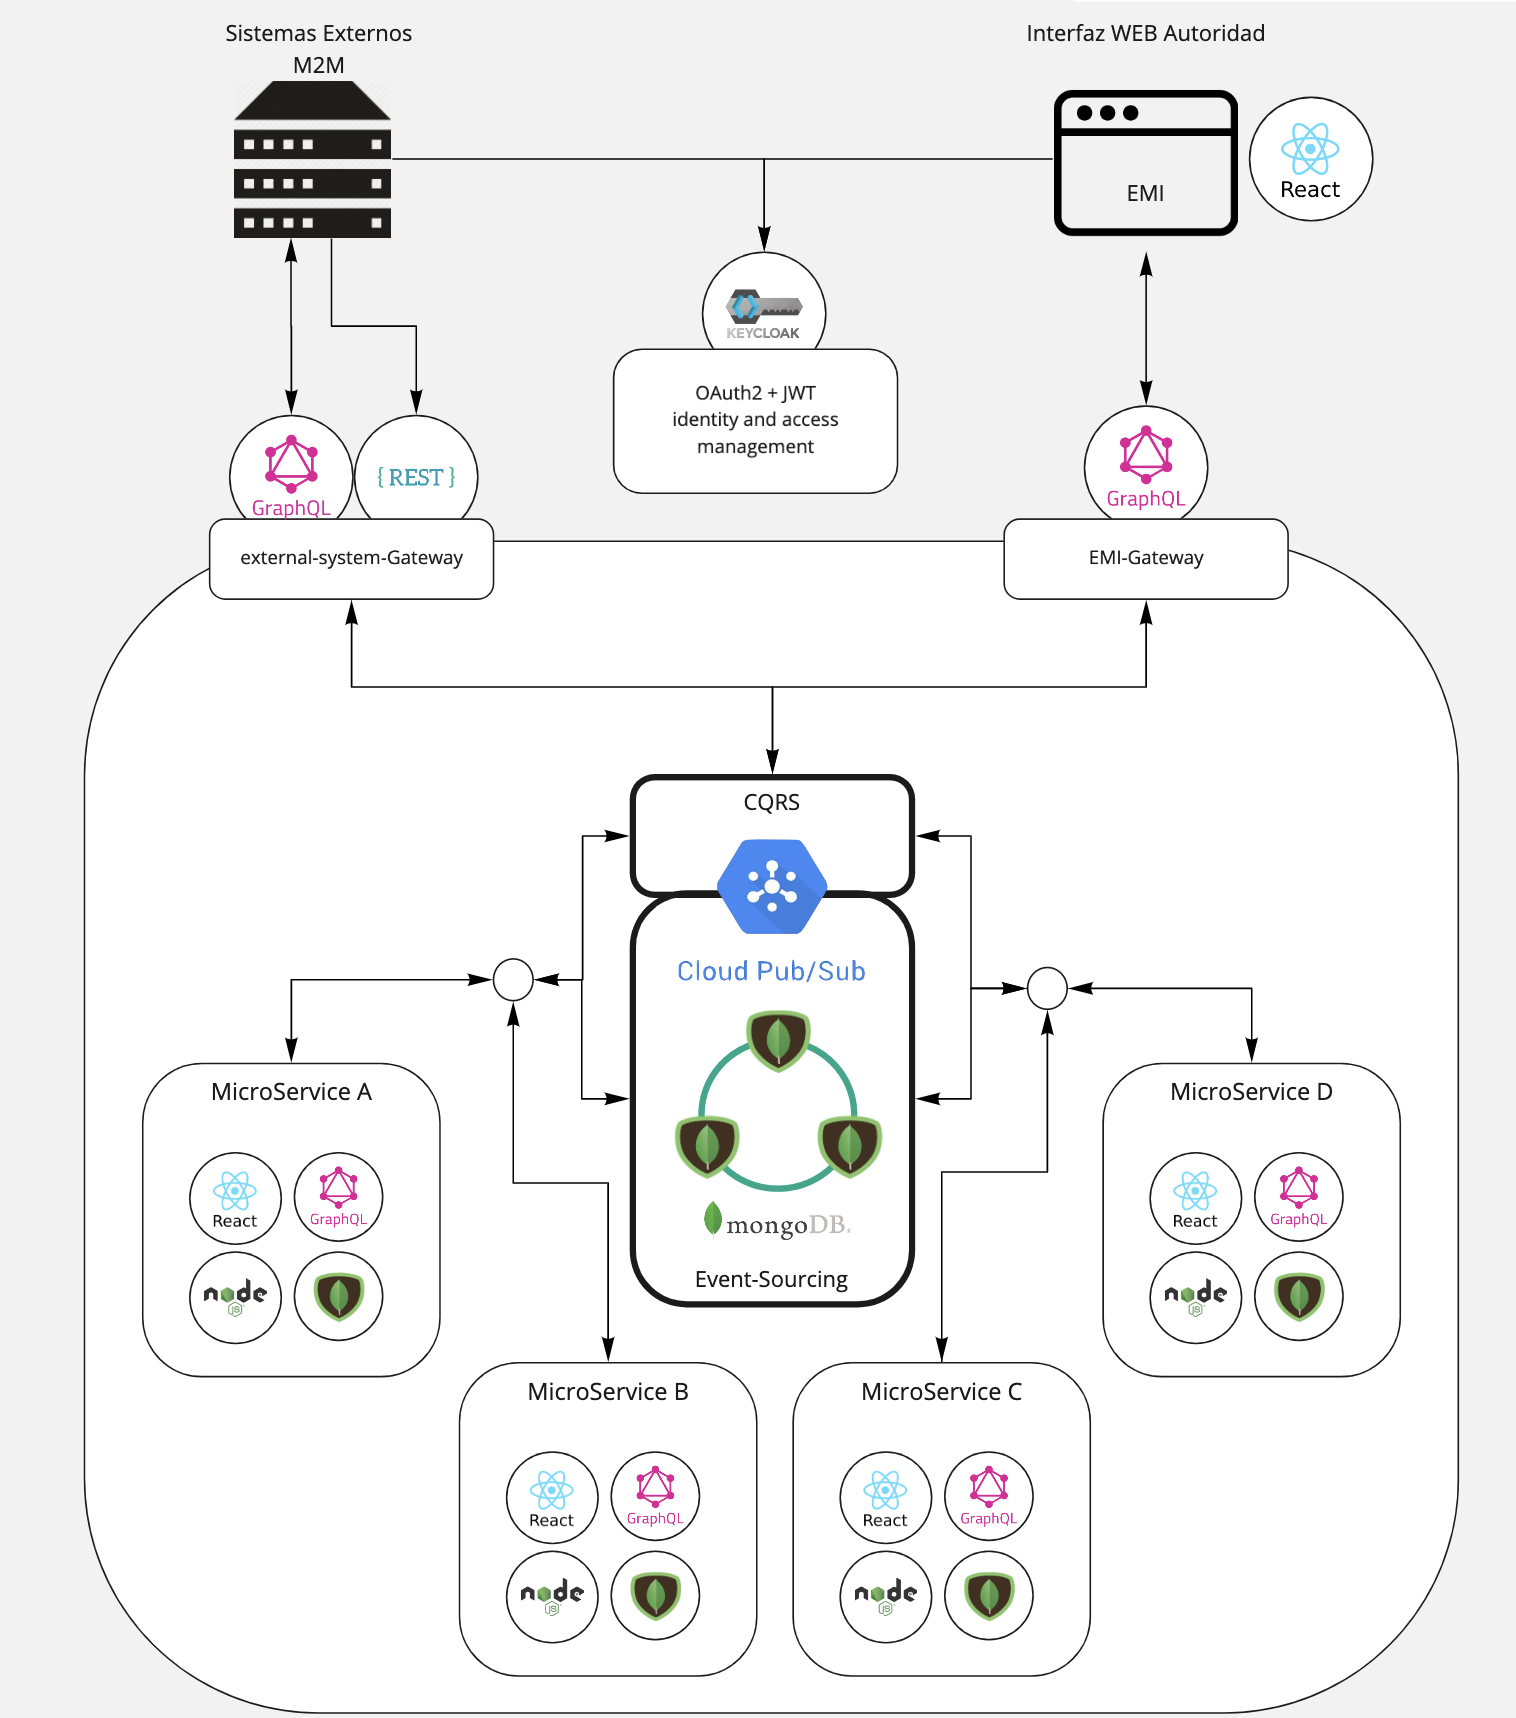 Sistemas Externos
M2M
Interfaz WEB Autoridad
EMI
React
KEYCLOAK
OAuth2 + JWT
identity and access
management
GraphQL
{ REST }
GraphQL
external-system-Gateway
EMI-Gateway
CQRS
Cloud Pub/Sub
mongoDB.
Event-Sourcing
MicroService A
React
GraphQL
node
JS
MicroService D
React
GraphQL
node
JS
MicroService B
React
GraphQL
node
JS
MicroService C
React
GraphQL
node
JS